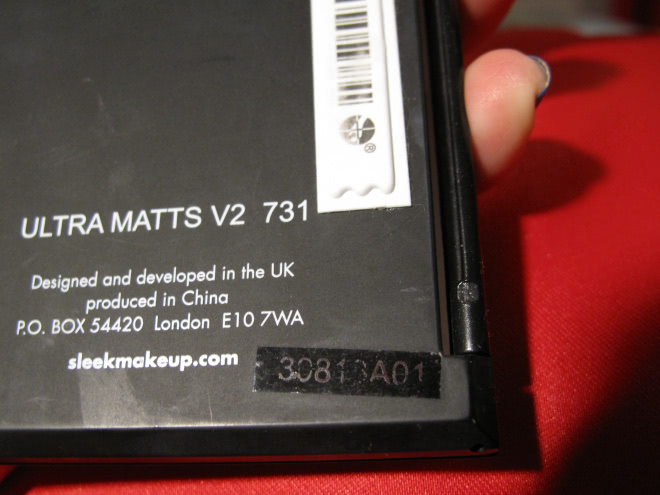 ULTRA MATTS V2 731
Designed and developed in the UK
produced in China
P.O. BOX 54420 London E10 7WA
sleekmakeup.com